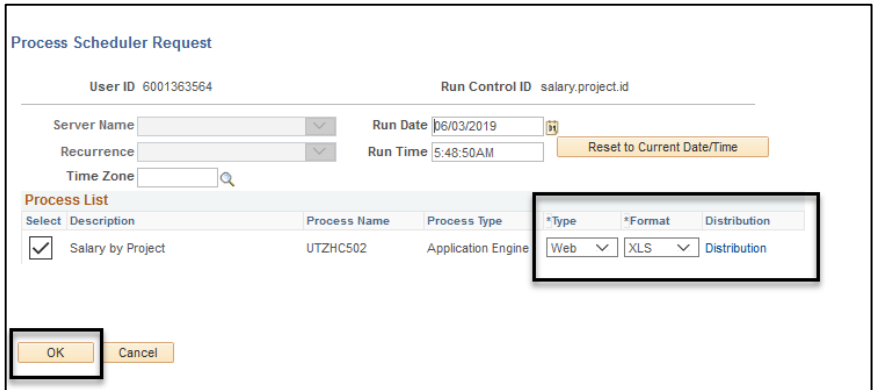 Process Scheduler Request
User ID 6001363564 Run Control ID salary.project.id
Server Name Run Date 06/03/2019 31
Recurrence Run Time 5:48:50AM Reset to Current Date/Time
Time Zone
Process List
Select Description Process Name Process Type *Type *Format Distribution
Salary by Project UTZHC502 Application Engine Web XLS Distribution
OK Cancel